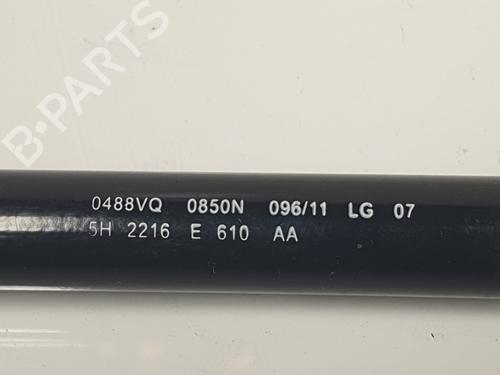 B-PARTS
0488VQ 0850N 096/11 LG 07
5H 2216 E 610 AA